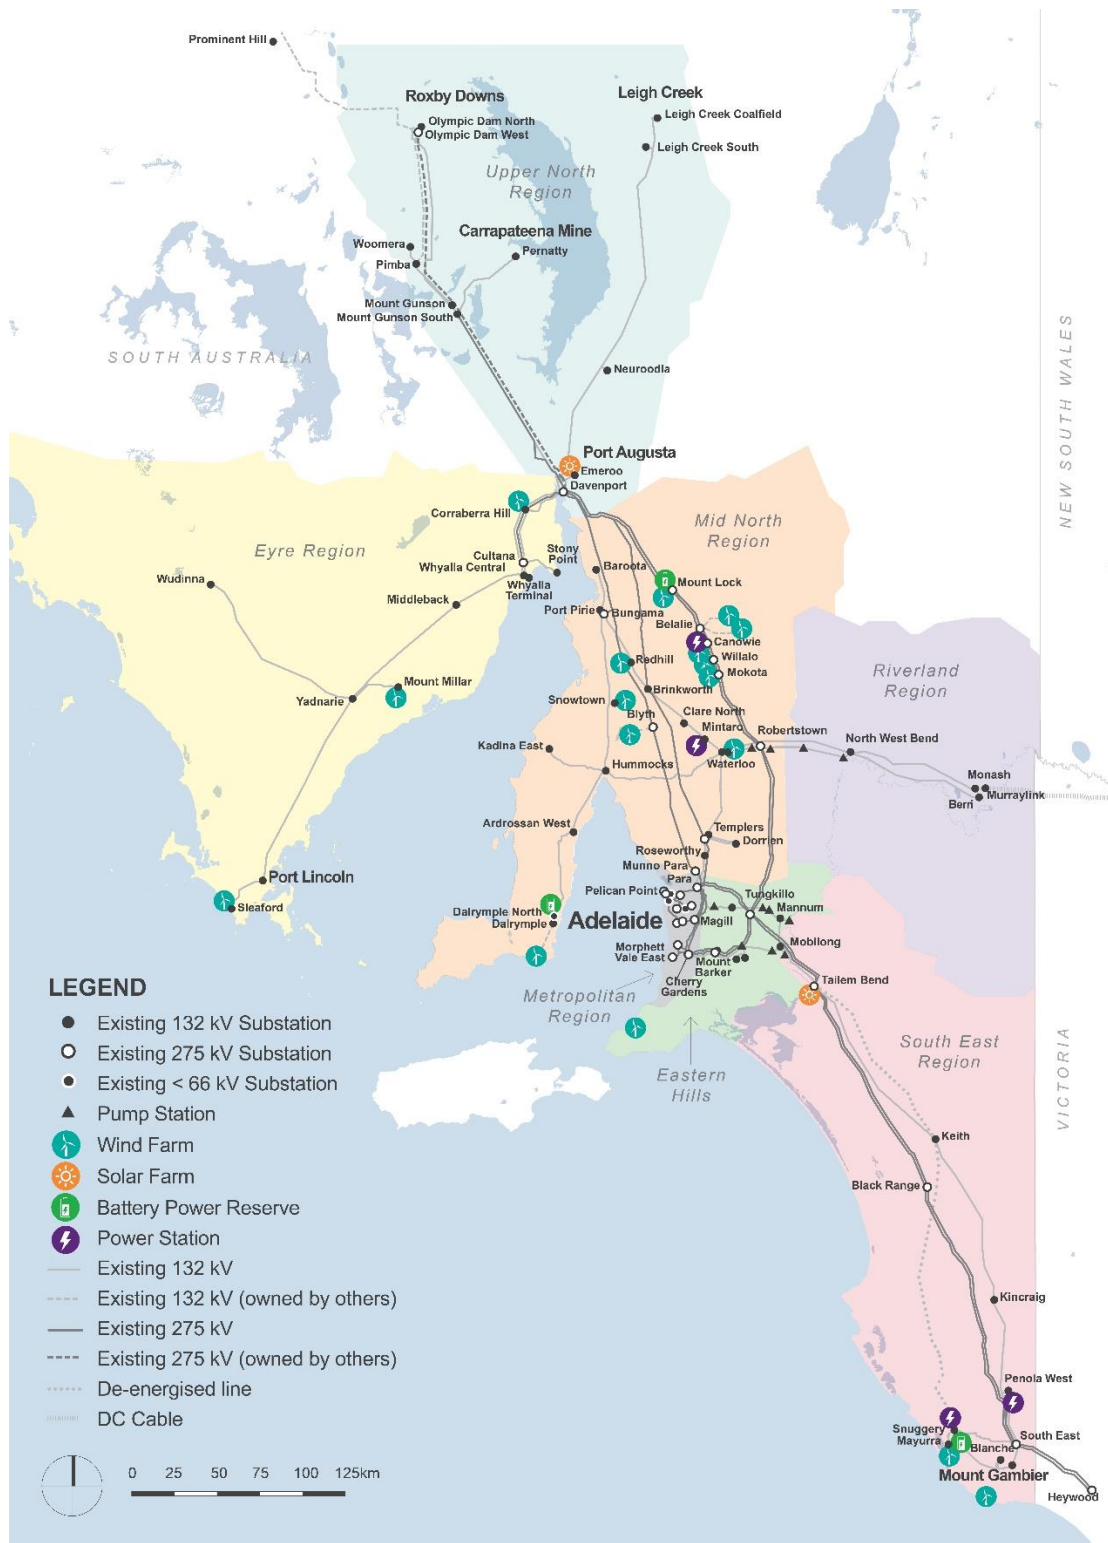 Prominent Hill
Roxby Downs
Leigh Creek
Olympic Dam North
Olympic Dam West
Leigh Creek Coalfield
Leigh Creek South
Upper North
Region
Carrapateena Mine
Woomera
Pernatty
Pimba
Mount Gunson
Mount Gunson South
SOUTH AUSTRALIA
NEW SOUTH WALES
Neuroodla
Port Augusta
Emeroo
Davenport
Corraberra Hill
Mid North
Region
Eyre Region
Cultana
Whyalla Central
Stony
Point
Whyalla
Terminal
Baroota
Mount Lock
Wudinna
Middleback
Port Pirie
Bungama
Belalie
Canowie
Willalo
Mokota
Redhill
Riverland
Region
Mount Millar
Yadnarie
Brinkworth
Snowtown
Clare North
Blyth
Mintaro
Robertstown
North West Bend
Kadina East
Waterloo
Hummocks
Monash
Murraylink
Berri
Ardrossan West
Templers
Dorrien
Roseworthy
Munno Para
Para
Port Lincoln
Sleaford
Pelican Point
Tungkillo
Mannum
Dalrymple North
Dalrymple
Adelaide
Magill
Morphett
Vale East
Mount
Barker
Mobilong
Cherry
Gardens
Tailem Bend
Metropolitan
Region
South East
Region
Eastern
Hills
VICTORIA
Keith
Black Range
Kincraig
Penola West
Snuggery
Mayurra
South East
Blanche
Mount Gambier
Heywood
LEGEND
Existing 132 kV Substation
Existing 275 kV Substation
Existing < 66 kV Substation
Pump Station
Wind Farm
Solar Farm
Battery Power Reserve
Power Station
Existing 132 kV
Existing 132 kV (owned by others)
Existing 275 kV
Existing 275 kV (owned by others)
De-energised line
DC Cable
0 25 50 75 100 125km